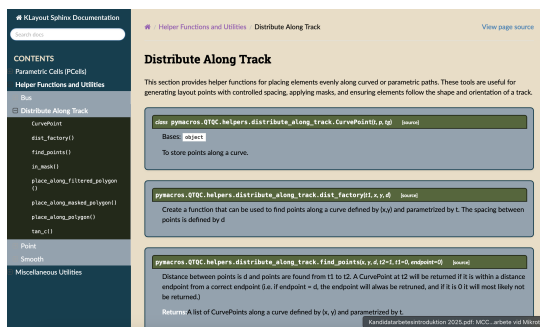 KLayout Sphinx Documentation
Search docs
CONTENTS
Parametric Cells (PCells)
Helper Functions and Utilities
Bus
Distribute Along Track
CurvePoint
dist_factory()
find_points()
in_mask()
place_along_filtered_polygon
()
place_along_masked_polygon()
place_along_polygon()
tan_c()
Point
Smooth
Miscellaneous Utilities
/ Helper Functions and Utilities / Distribute Along Track
View page source
Distribute Along Track
This section provides helper functions for placing elements evenly along curved or parametric paths. These tools are useful for
generating layout points with controlled spacing, applying masks, and ensuring elements follow the shape and orientation of a track.
class pymacros.QTQC.helpers.distribute_along_track.CurvePoint(t, p, tg) [source]
Bases: object
To store points along a curve.
pymacros.QTQC.helpers.distribute_along_track.dist_factory(t1, x, y, d) [source]
Create a function that can be used to find points along a curve defined by (x,y) and parametrized by t. The spacing between
points is defined by d
pymacros.QTQC.helpers.distribute_along_track.find_points(x, y, d, t2=1, t1=0, endpoint=0) [source]
Distance between points is d and points are found from t1 to t2. A CurvePoint at t2 will be returned if it is within a distance
endpoint from a correct endpoint (i.e. if endpoint = d, the endpoint will alwas be retruned, and if is 0 it will most likely not
be returned.)
Returns: A list of CurvePoints along a curve defined by (x, y) and parametrized by t.
Kandidatarbetesintroduktion 2025.pdf: MCC...arbete vid Mikrot